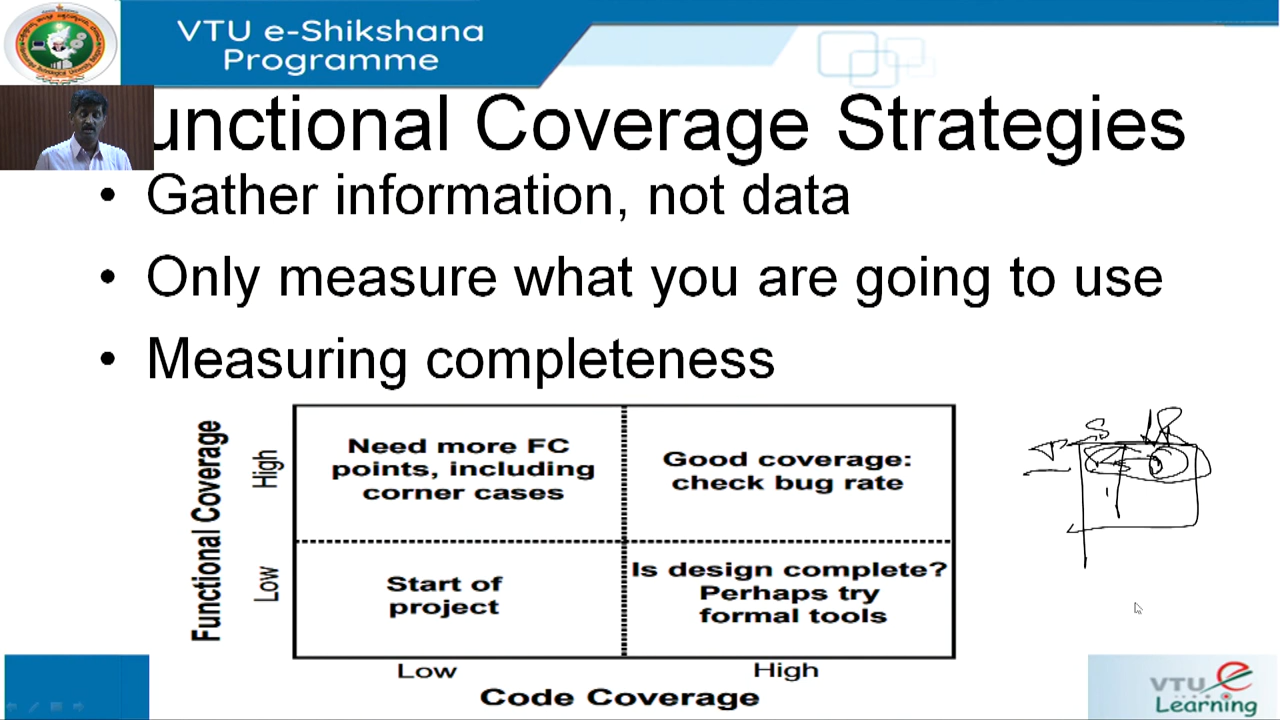 VTU e-Shikshana
Programme
unctional Coverage Strategies
• Gather information, not data
• Only measure what you are going to use
• Measuring completeness
Functional Coverage
High
Low
Need more FC
points, including
corner cases
Good coverage:
check bug rate
Start of
project
Is design complete?
Perhaps try
formal tools
Low
High
Code Coverage
VTU e
Learning